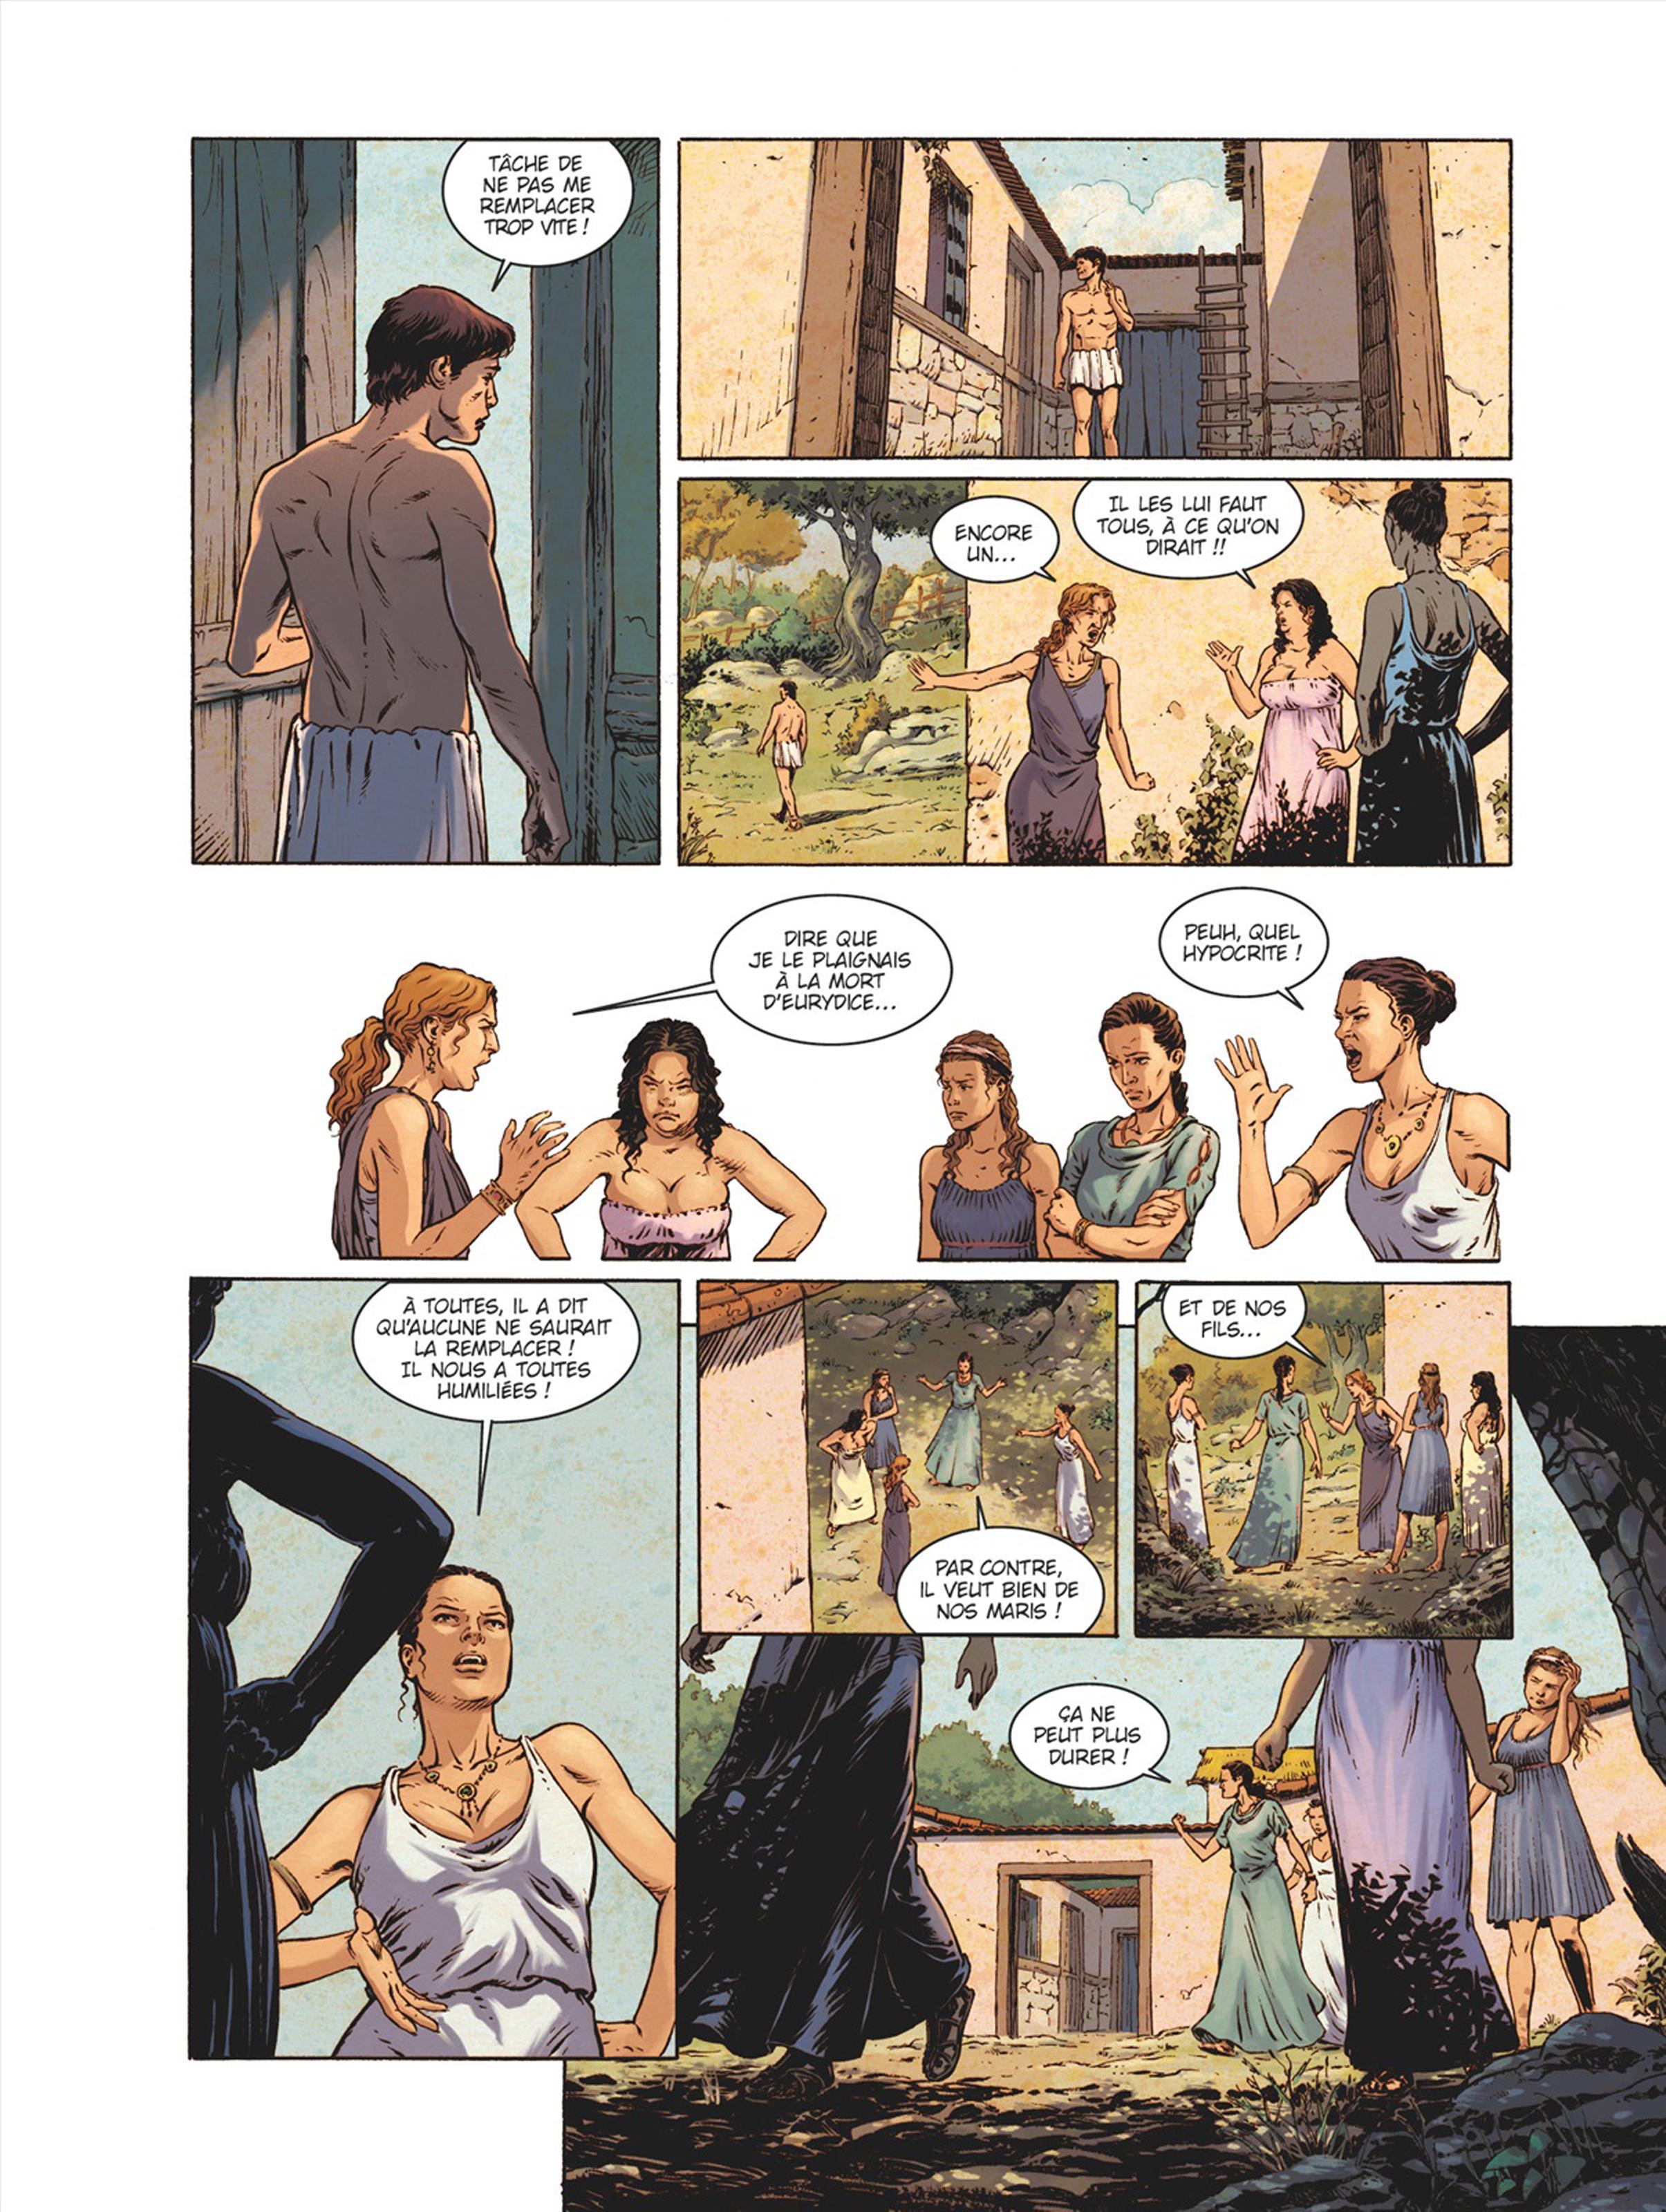 TÂCHE DE
NE PAS ME
REMPLACER
TROP VITE !
ENCORE
UN...
IL LES LUI FAUT
TOUS, À CE QU'ON
DIRAIT !!
DIRE QUE
JE LE PLAIGNAIS
À LA MORT
D'EURYDICE...
PEUH, QUEL
HYPOCRITE !
À TOUTES, IL A DIT
QU'AUCUNE NE SAURAIT
LA REMPLACER !
IL NOUS A TOUTES
HUMILIÉES !
PAR CONTRE,
IL VEUT BIEN DE
NOS MARIS !
ET DE NOS
FILS...
ÇA NE
PEUT PLUS
DURER !